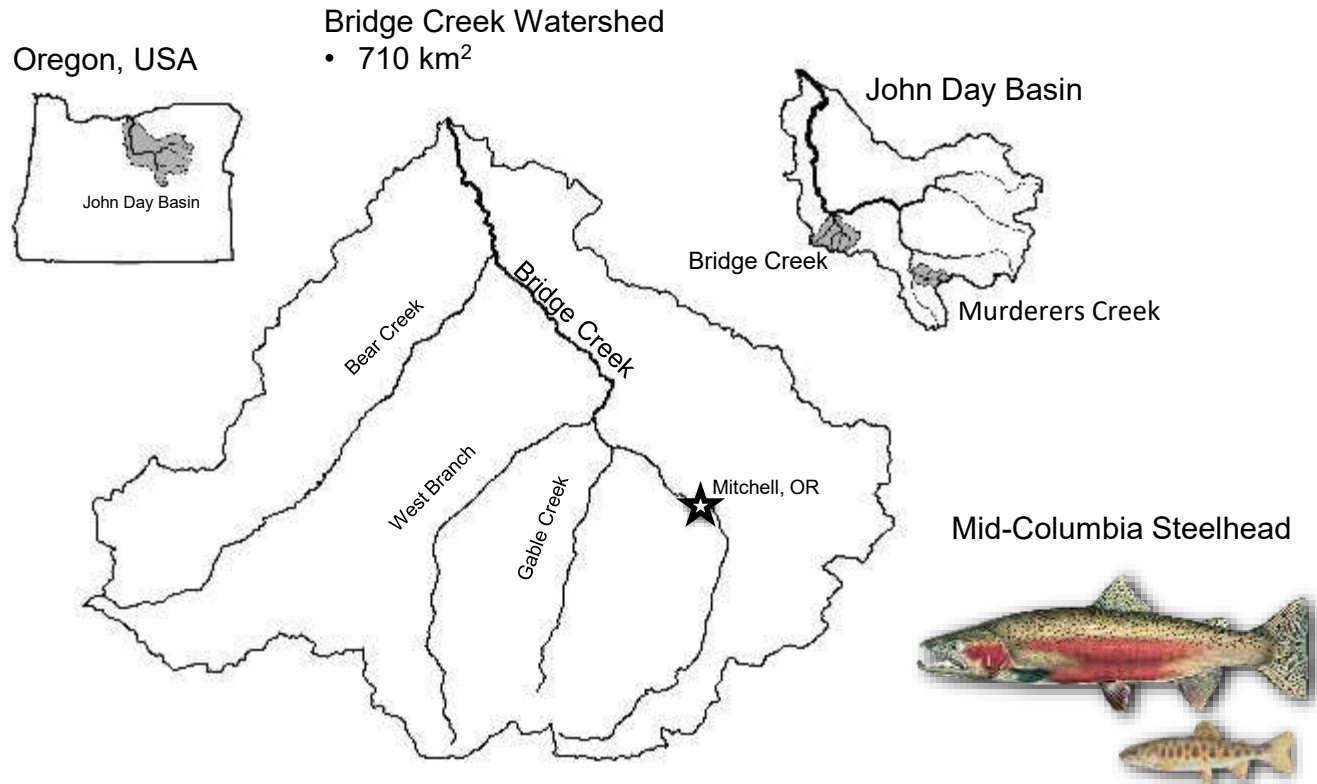 Bridge Creek Watershed
• 710 km²
Oregon, USA
John Day Basin
John Day Basin
Bridge Creek
Murderers Creek
Bridge Creek
Bear Creek
West Branch
Gable Creek
Mitchell, OR
Mid-Columbia Steelhead